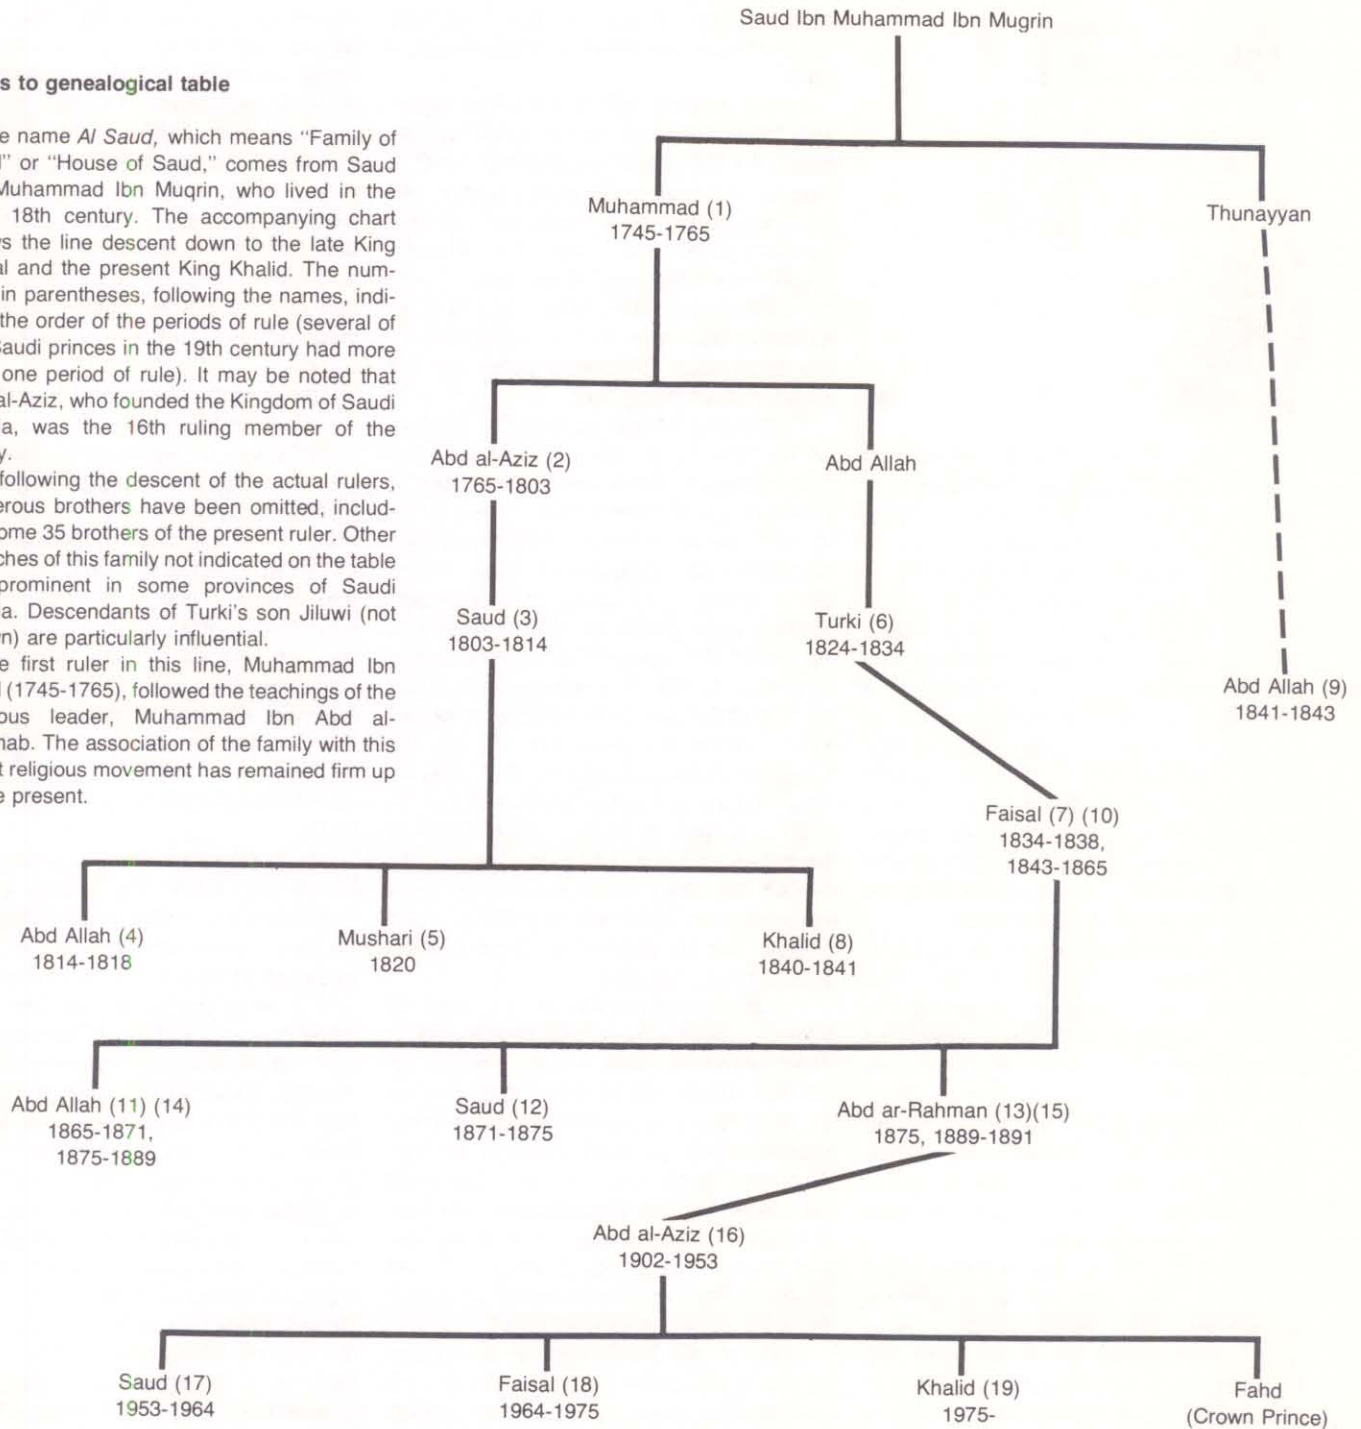 Saud Ibn Muhammad Ibn Mugrin
s to genealogical table
e name Al Saud, which means "Family of
" or "House of Saud," comes from Saud
Muhammad Ibn Muqrin, who lived in the
18th century. The accompanying chart
s the line descent down to the late King
al and the present King Khalid. The num-
in parentheses, following the names, indi-
the order of the periods of rule (several of
Saudi princes in the 19th century had more
one period of rule). It may be noted that
al-Aziz, who founded the Kingdom of Saudi
a, was the 16th ruling member of the
y.
following the descent of the actual rulers,
erous brothers have been omitted, includ-
ome 35 brothers of the present ruler. Other
ches of this family not indicated on the table
prominent in some provinces of Saudi
a. Descendants of Turki's son Jiluwi (not
n) are particularly influential.
e first ruler in this line, Muhammad Ibn
(1745-1765), followed the teachings of the
ous leader, Muhammad Ibn Abd al-
hab. The association of the family with this
t religious movement has remained firm up
e present.
Muhammad (1)
1745-1765
Thunayyan
Abd al-Aziz (2)
1765-1803
Abd Allah
Saud (3)
1803-1814
Turki (6)
1824-1834
Abd Allah (9)
1841-1843
Faisal (7) (10)
1834-1838,
1843-1865
Abd Allah (4)
1814-1818
Mushari (5)
1820
Khalid (8)
1840-1841
Abd Allah (11) (14)
1865-1871,
1875-1889
Saud (12)
1871-1875
Abd ar-Rahman (13)(15)
1875, 1889-1891
Abd al-Aziz (16)
1902-1953
Saud (17)
1953-1964
Faisal (18)
1964-1975
Khalid (19)
1975-
Fahd
(Crown Prince)